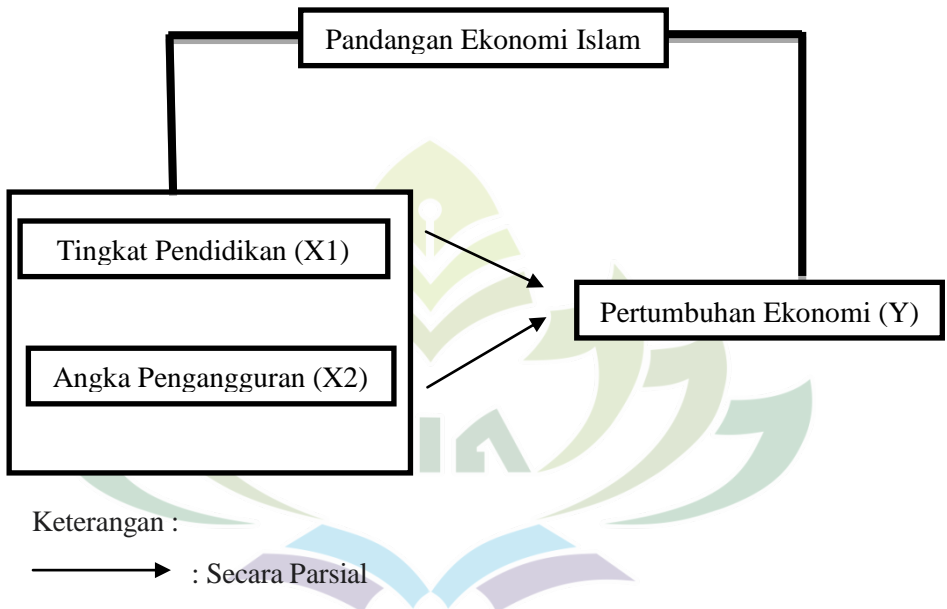 Pandangan Ekonomi Islam
Tingkat Pendidikan (X1)
Pertumbuhan Ekonomi (Y)
Angka Pengangguran (X2)
Keterangan :
: Secara Parsial